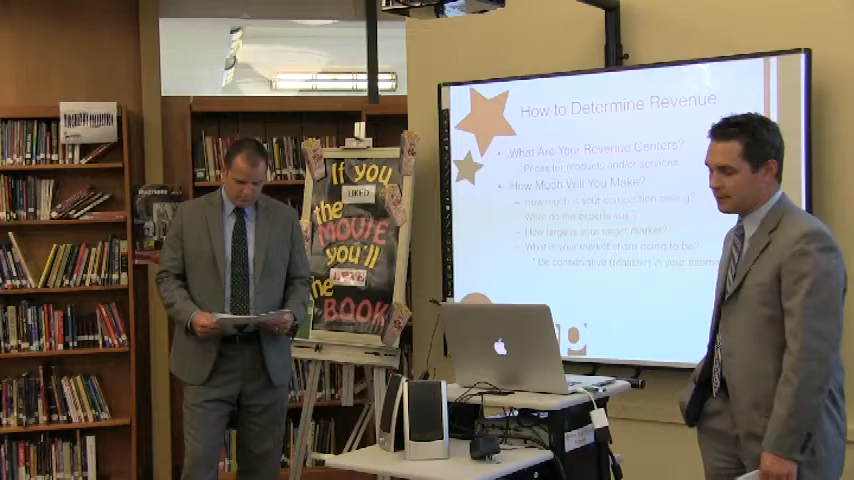 If you
LIKED
the
MOVIE
you'll
the
BOOK
How to Determine Revenue
• What Are Your Revenue Centers?
– Prices for products and/or services
• How Much Will You Make?
– How much is your competition selling?
– What do the experts say?
– How large is your target market?
– What is your market share going to be?
* Be conservative (realistic) in your